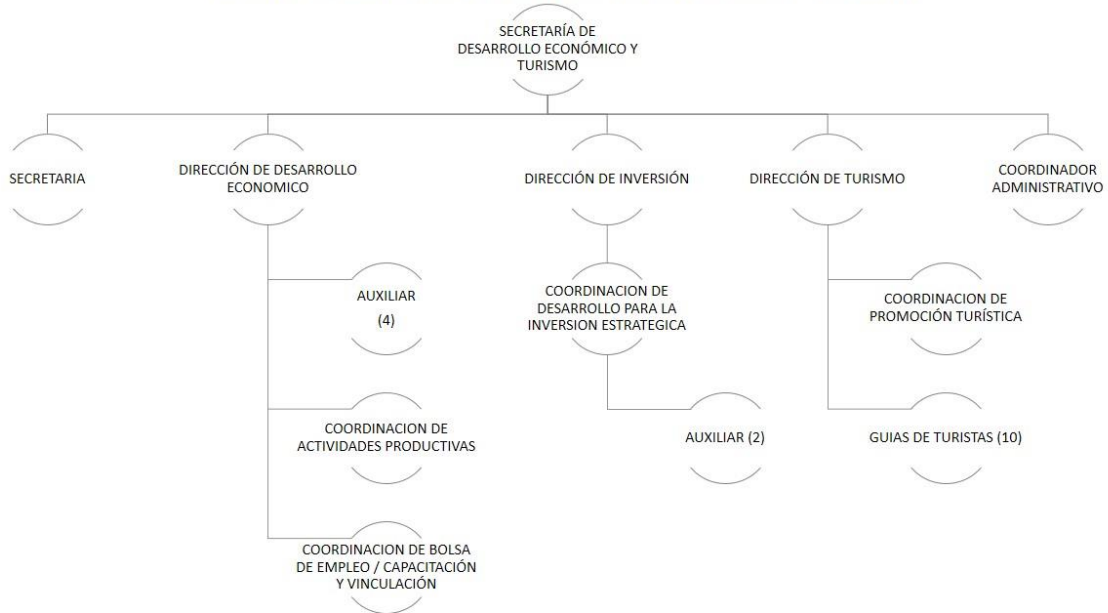 SECRETARÍA DE
DESARROLLO ECONÓMICO Y
TURISMO
SECRETARIA
DIRECCIÓN DE DESARROLLO
ECONOMICO
DIRECCIÓN DE INVERSIÓN
DIRECCIÓN DE TURISMO
COORDINADOR
ADMINISTRATIVO
AUXILIAR
(4)
COORDINACION DE
DESARROLLO PARA LA
INVERSION ESTRATEGICA
COORDINACION DE
PROMOCIÓN TURÍSTICA
COORDINACION DE
ACTIVIDADES PRODUCTIVAS
AUXILIAR (2)
GUIAS DE TURISTAS (10)
COORDINACION DE BOLSA
DE EMPLEO / CAPACITACIÓN
Y VINCULACIÓN